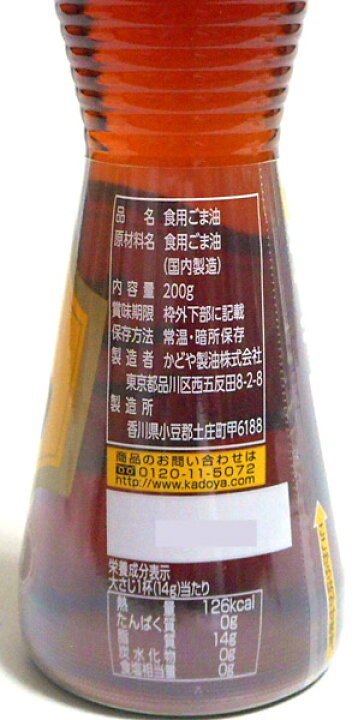 品名 食用ごま油
原材料名 食用ごま油
(国内製造)
内容量 200g
賞味期限 枠外下部に記載
保存方法 常温・暗所保存
製造者 かどや製油株式会社
東京都品川区西五反田8-2-8
製造所
香川県小豆郡土庄町甲6188
商品のお問い合わせは
0120-11-5072
http://www.kadoya.com
栄養成分表示
大さじ1杯(14g)当たり
熱量 126kcal
たんぱく質 0g
脂質 14g
炭水化物 0g
食塩相当量 0g